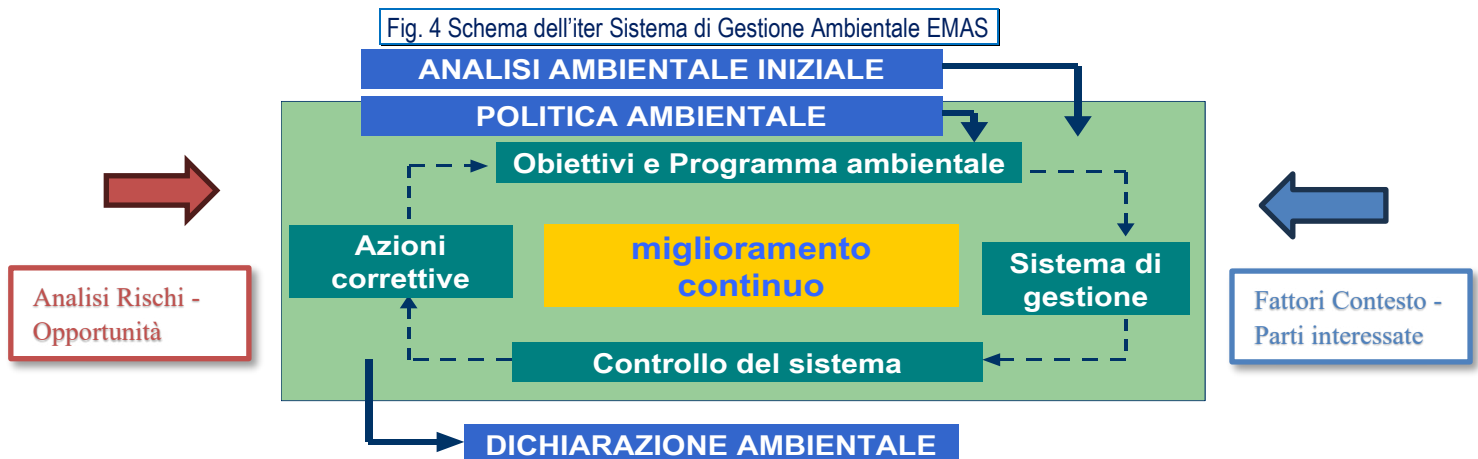 Fig. 4 Schema dell'iter Sistema di Gestione Ambientale EMAS
ANALISI AMBIENTALE INIZIALE
POLITICA AMBIENTALE
Obiettivi e Programma ambientale
Azioni
correttive
miglioramento
continuo
Sistema di
gestione
Analisi Rischi -
Opportunità
Fattori Contesto -
Parti interessate
Controllo del sistema
DICHIARAZIONE AMBIENTALE